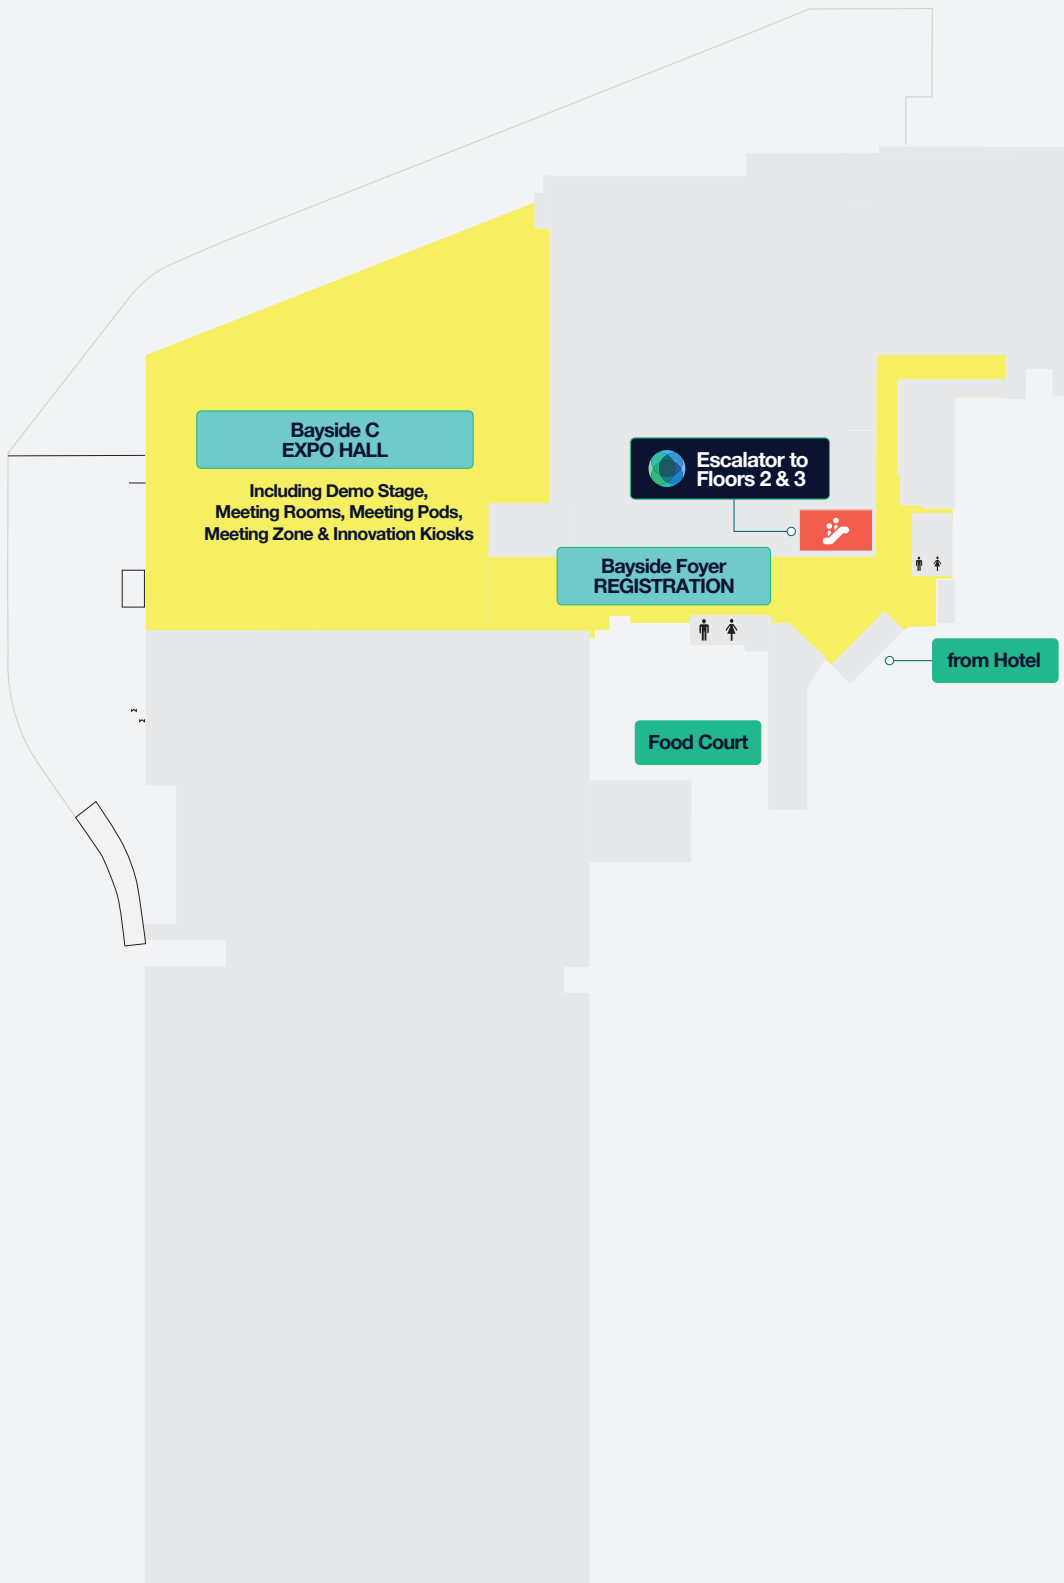 Bayside C
EXPO HALL
Including Demo Stage,
Meeting Rooms, Meeting Pods,
Meeting Zone & Innovation Kiosks
Escalator to
Floors 2 & 3
Bayside Foyer
REGISTRATION
from Hotel
Food Court